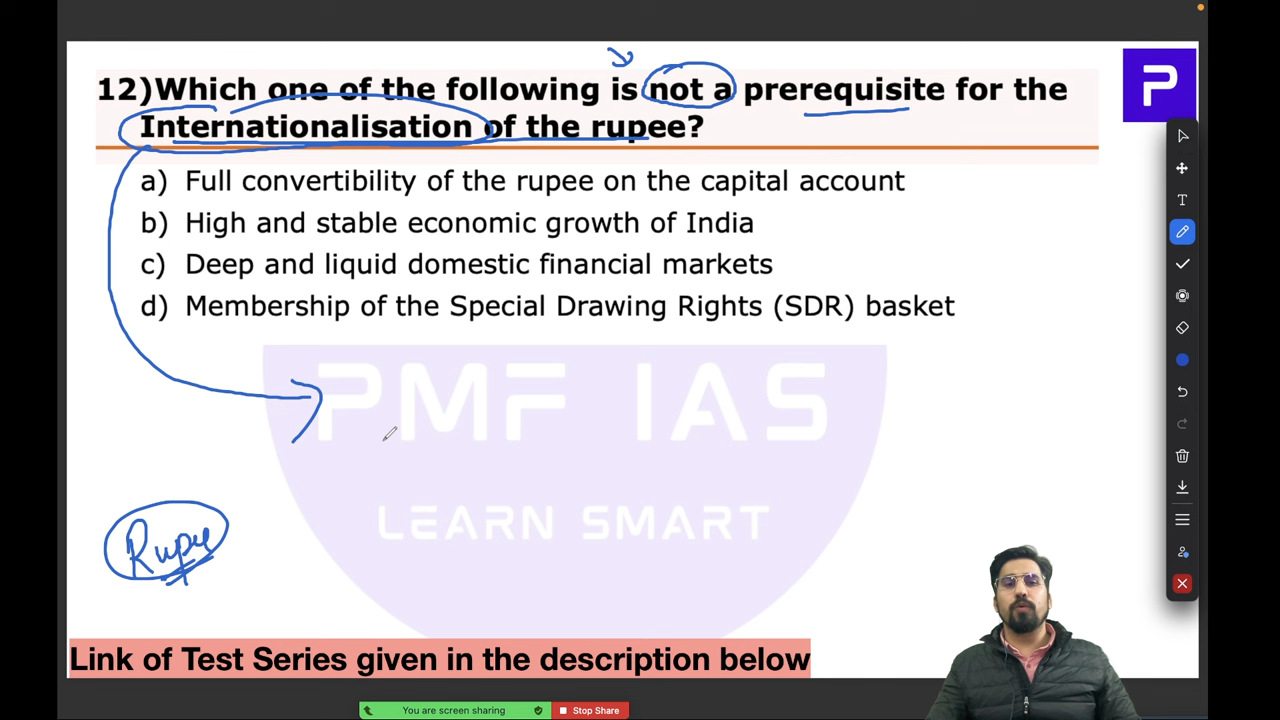 12)Which one of the following is not a prerequisite for the
Internationalisation of the rupee?
a) Full convertibility of the rupee on the capital account
b) High and stable economic growth of India
c) Deep and liquid domestic financial markets
d) Membership of the Special Drawing Rights (SDR) basket
PMF IAS
LEARN SMART
Rupee
Link of Test Series given in the description below
You are screen sharing
Stop Share
P
T